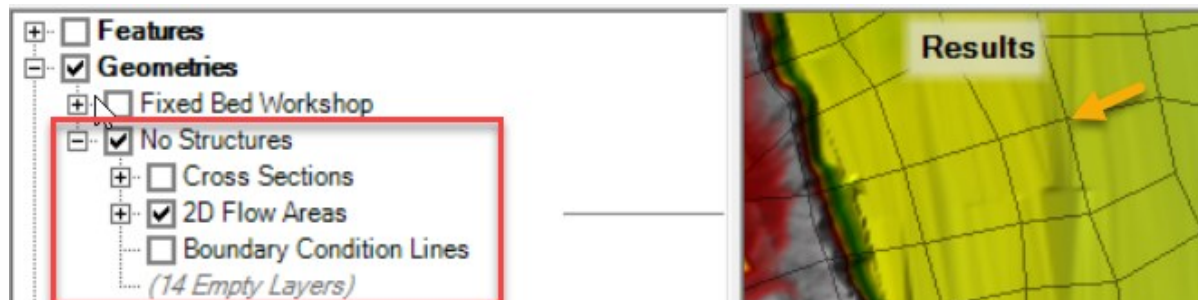 Features
Geometries
Fixed Bed Workshop
No Structures
Cross Sections
2D Flow Areas
Boundary Condition Lines
(14 Empty Layers)
Results